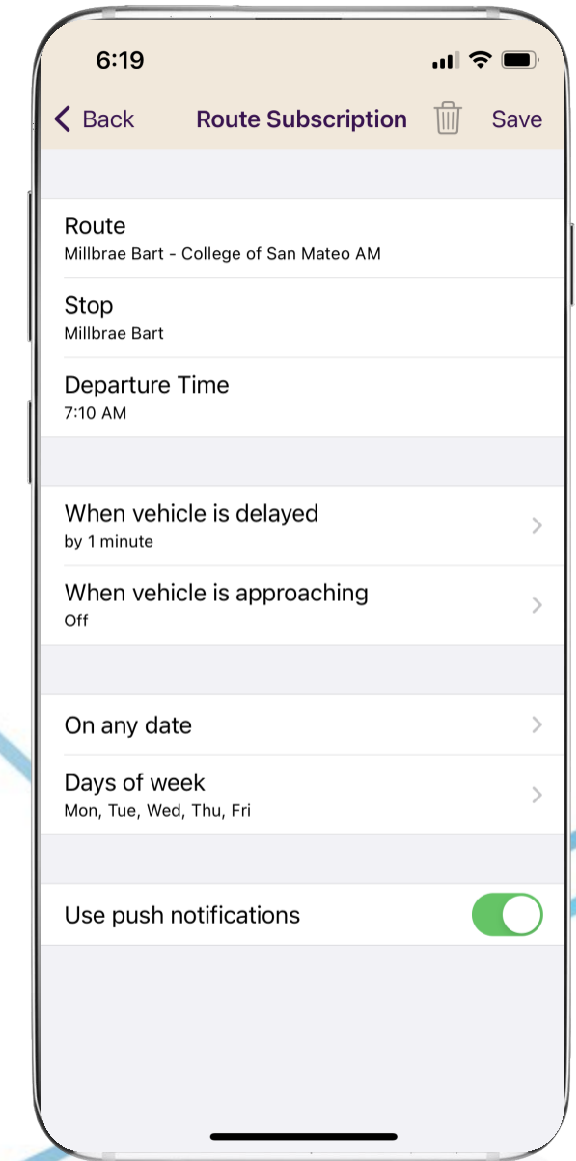 6:19
Back Route Subscription Save
Route
Millbrae Bart - College of San Mateo AM
Stop
Millbrae Bart
Departure Time
7:10 AM
When vehicle is delayed
by 1 minute
When vehicle is approaching
Off
On any date
Days of week
Mon, Tue, Wed, Thu, Fri
Use push notifications